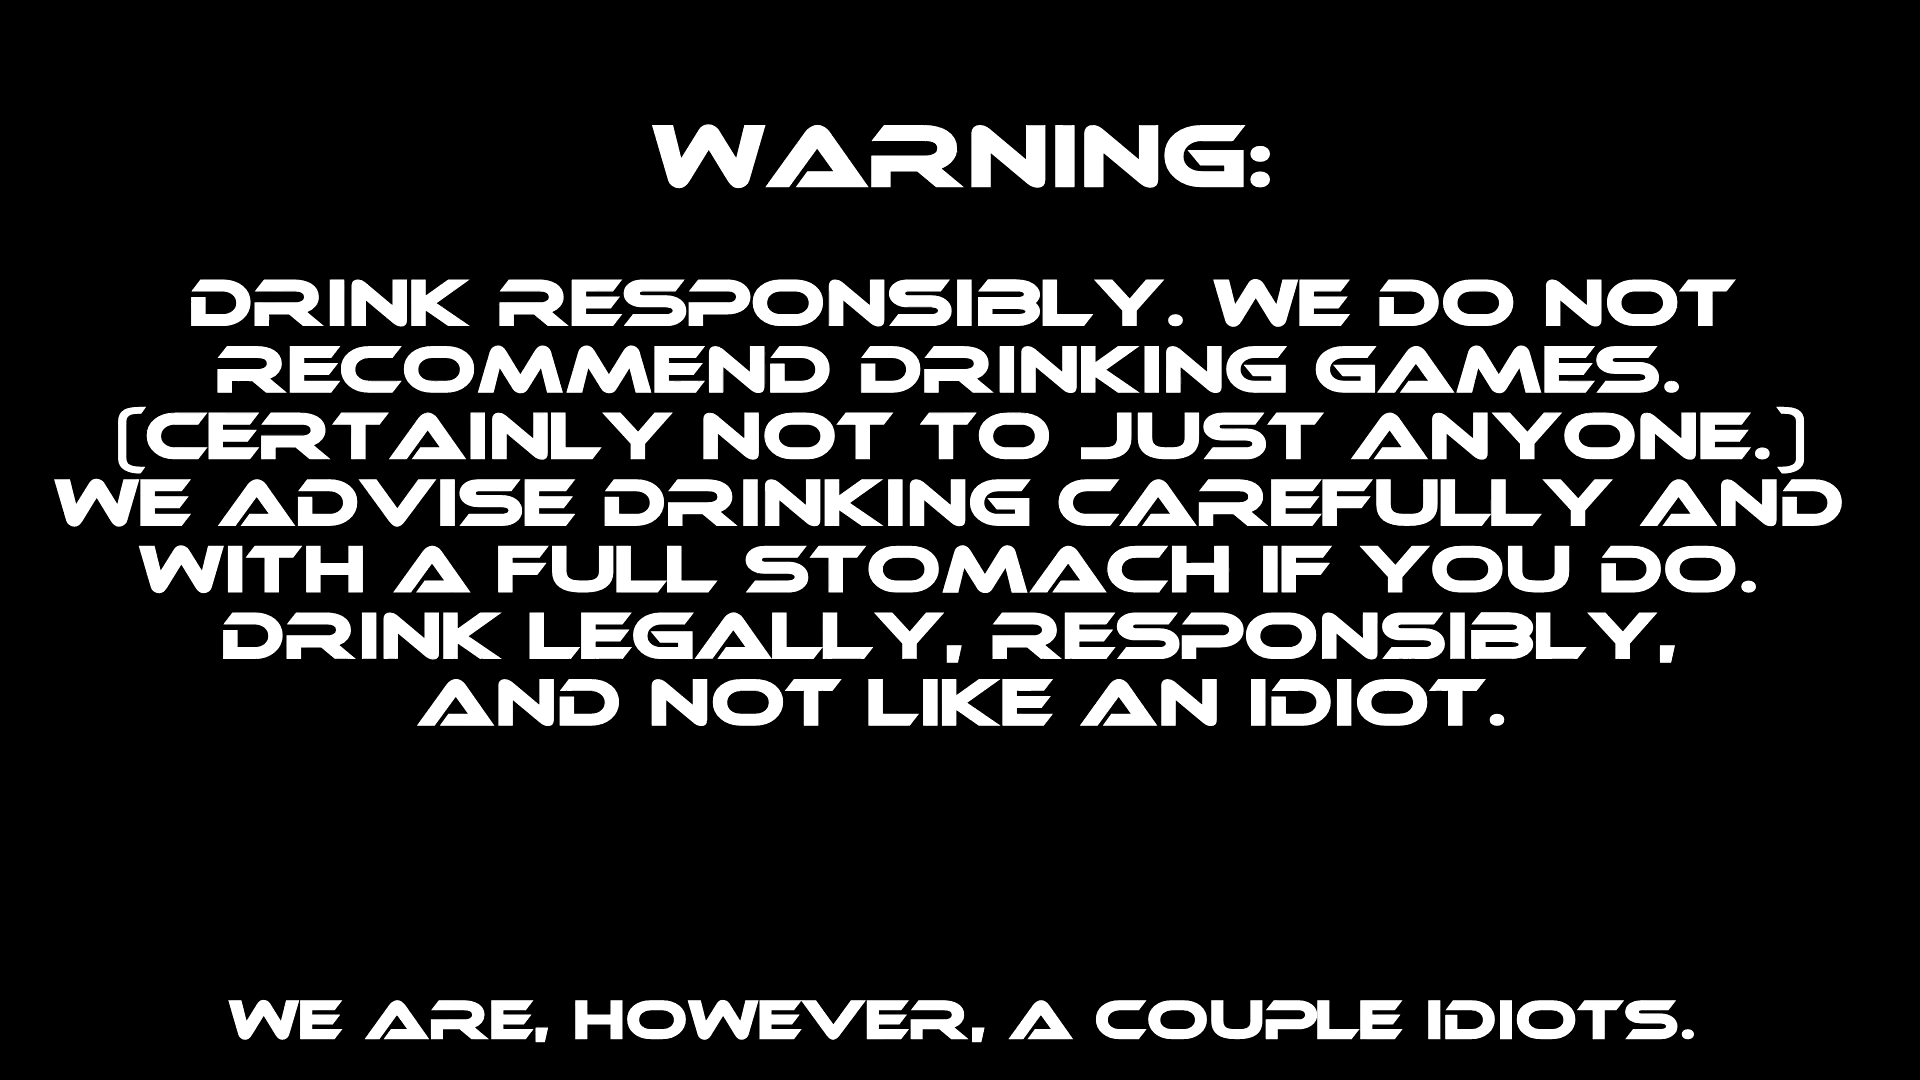 WARNING:
DRINK RESPONSIBLY. WE DO NOT
RECOMMEND DRINKING GAMES.
(CERTAINLY NOT TO JUST ANYONE.)
WE ADVISE DRINKING CAREFULLY AND
WITH A FULL STOMACH IF YOU DO.
DRINK LEGALLY, RESPONSIBLY,
AND NOT LIKE AN IDIOT.
WE ARE, HOWEVER, A COUPLE IDIOTS.